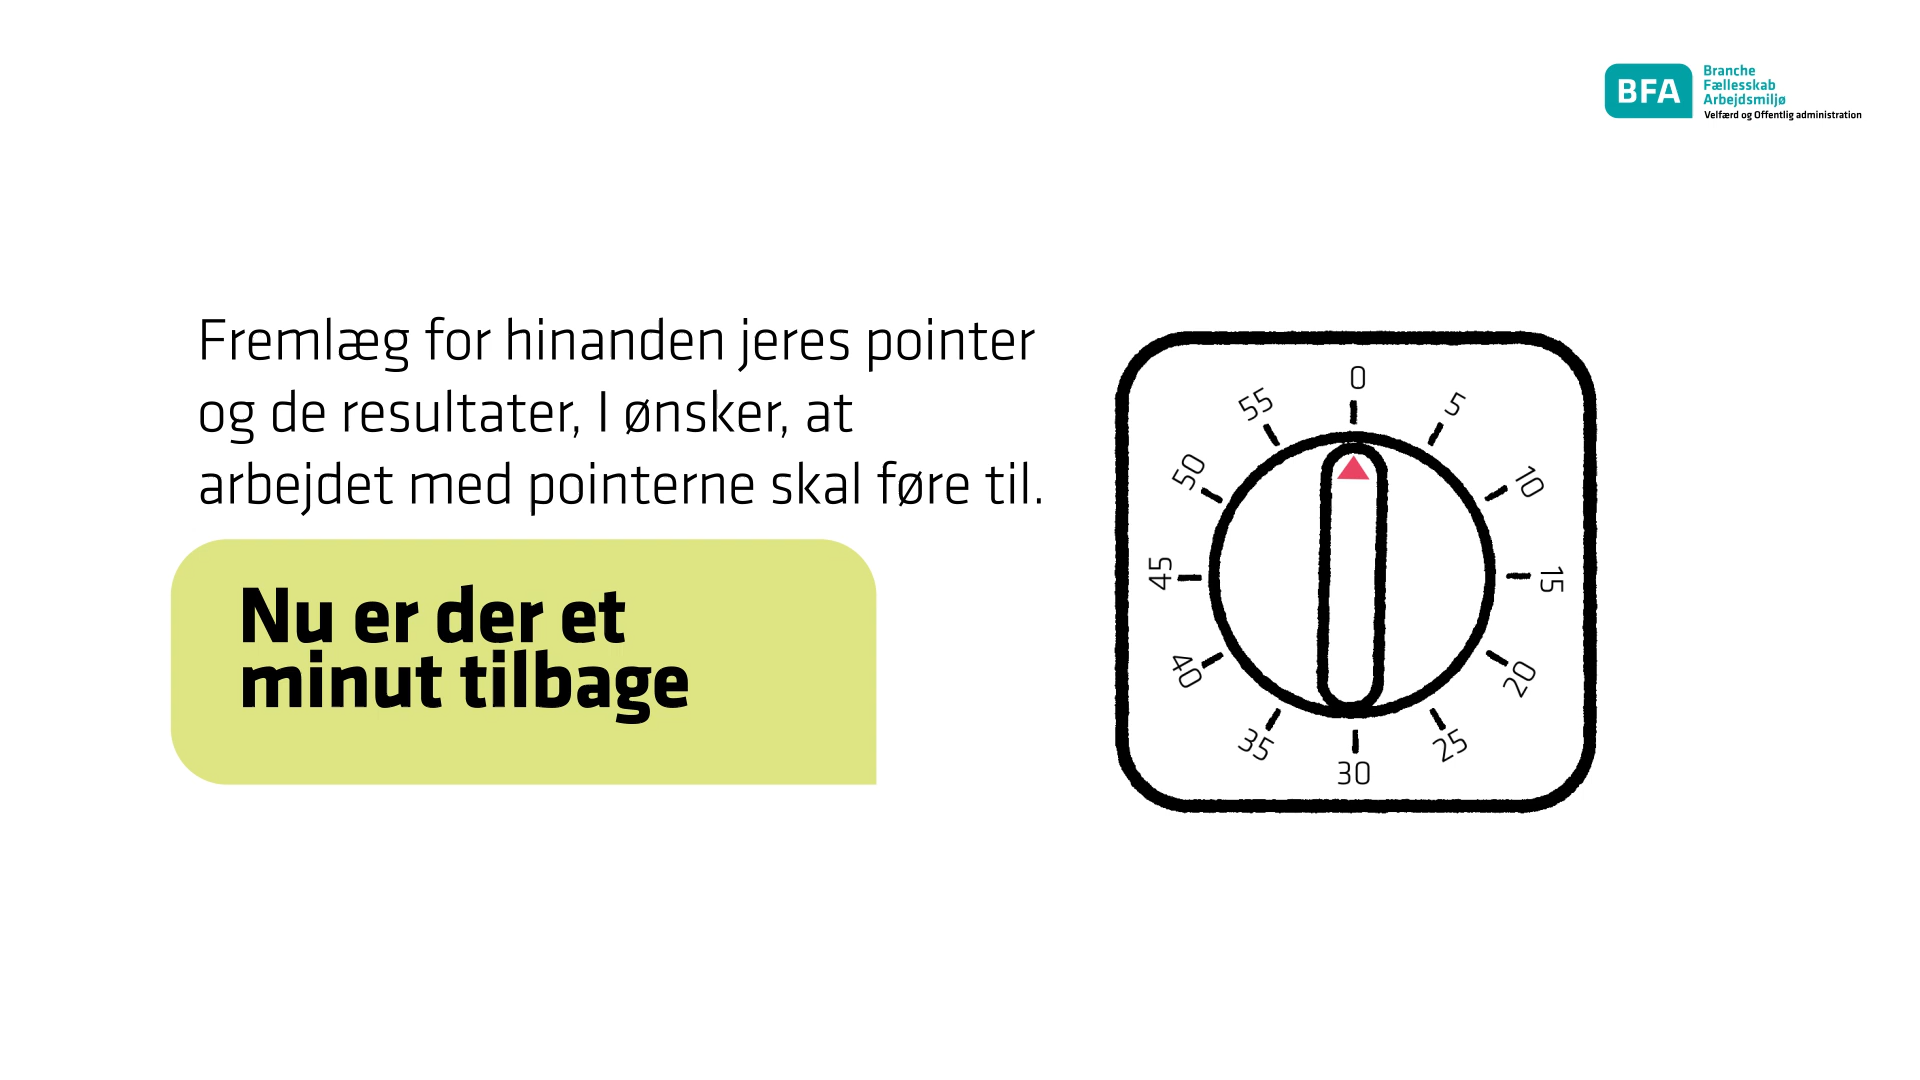 BFA
Branche
Fællesskab
Arbejdsmiljø
Velfærd og Offentlig administration
Fremlæg for hinanden jeres pointer
og de resultater, I ønsker, at
arbejdet med pointerne skal føre til.
Nu er der et
minut tilbage
0
5
10
15
20
25
30
35
40
45
50
55